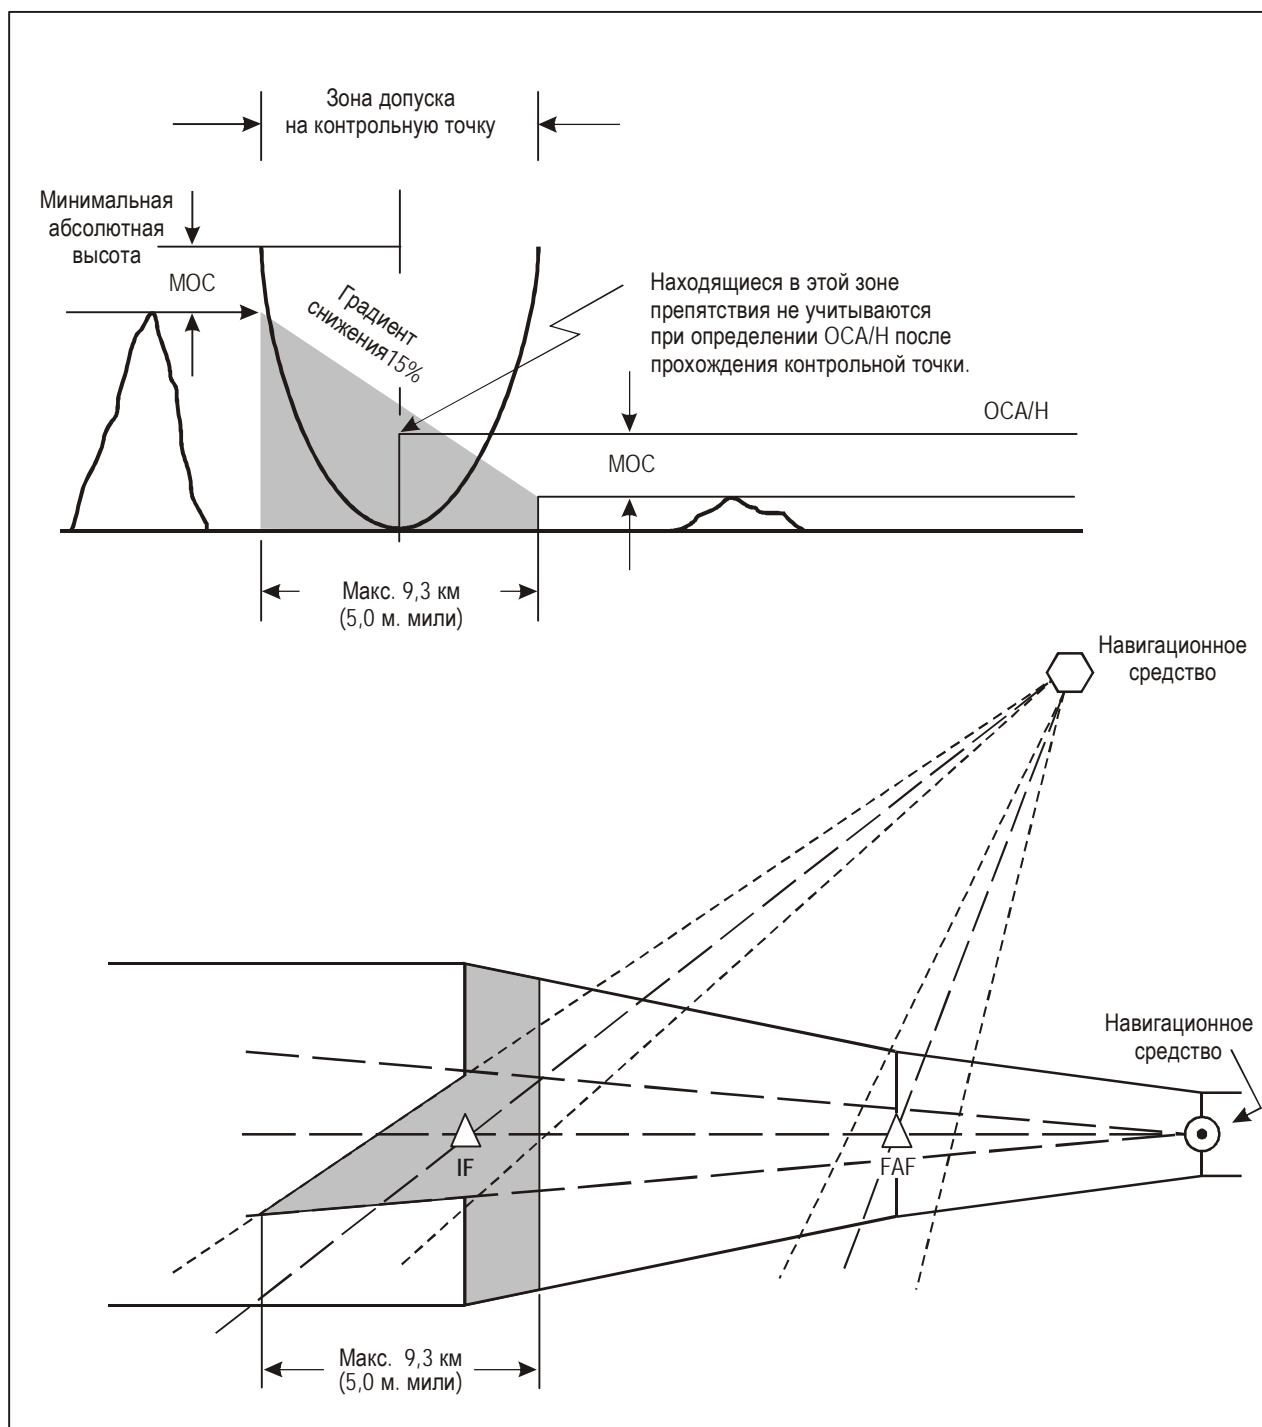 Зона допуска
на контрольную точку
Минимальная
абсолютная
высота
МОС
Градиент
снижения15%
Находящиеся в этой зоне
препятствия не учитываются
при определении ОСА/Н после
прохождения контрольной точки.
ОСА/Н
МОС
Макс. 9,3 км
(5,0 м. мили)
Навигационное
средство
Навигационное
средство
IF
FAF
Макс. 9,3 км
(5,0 м. мили)